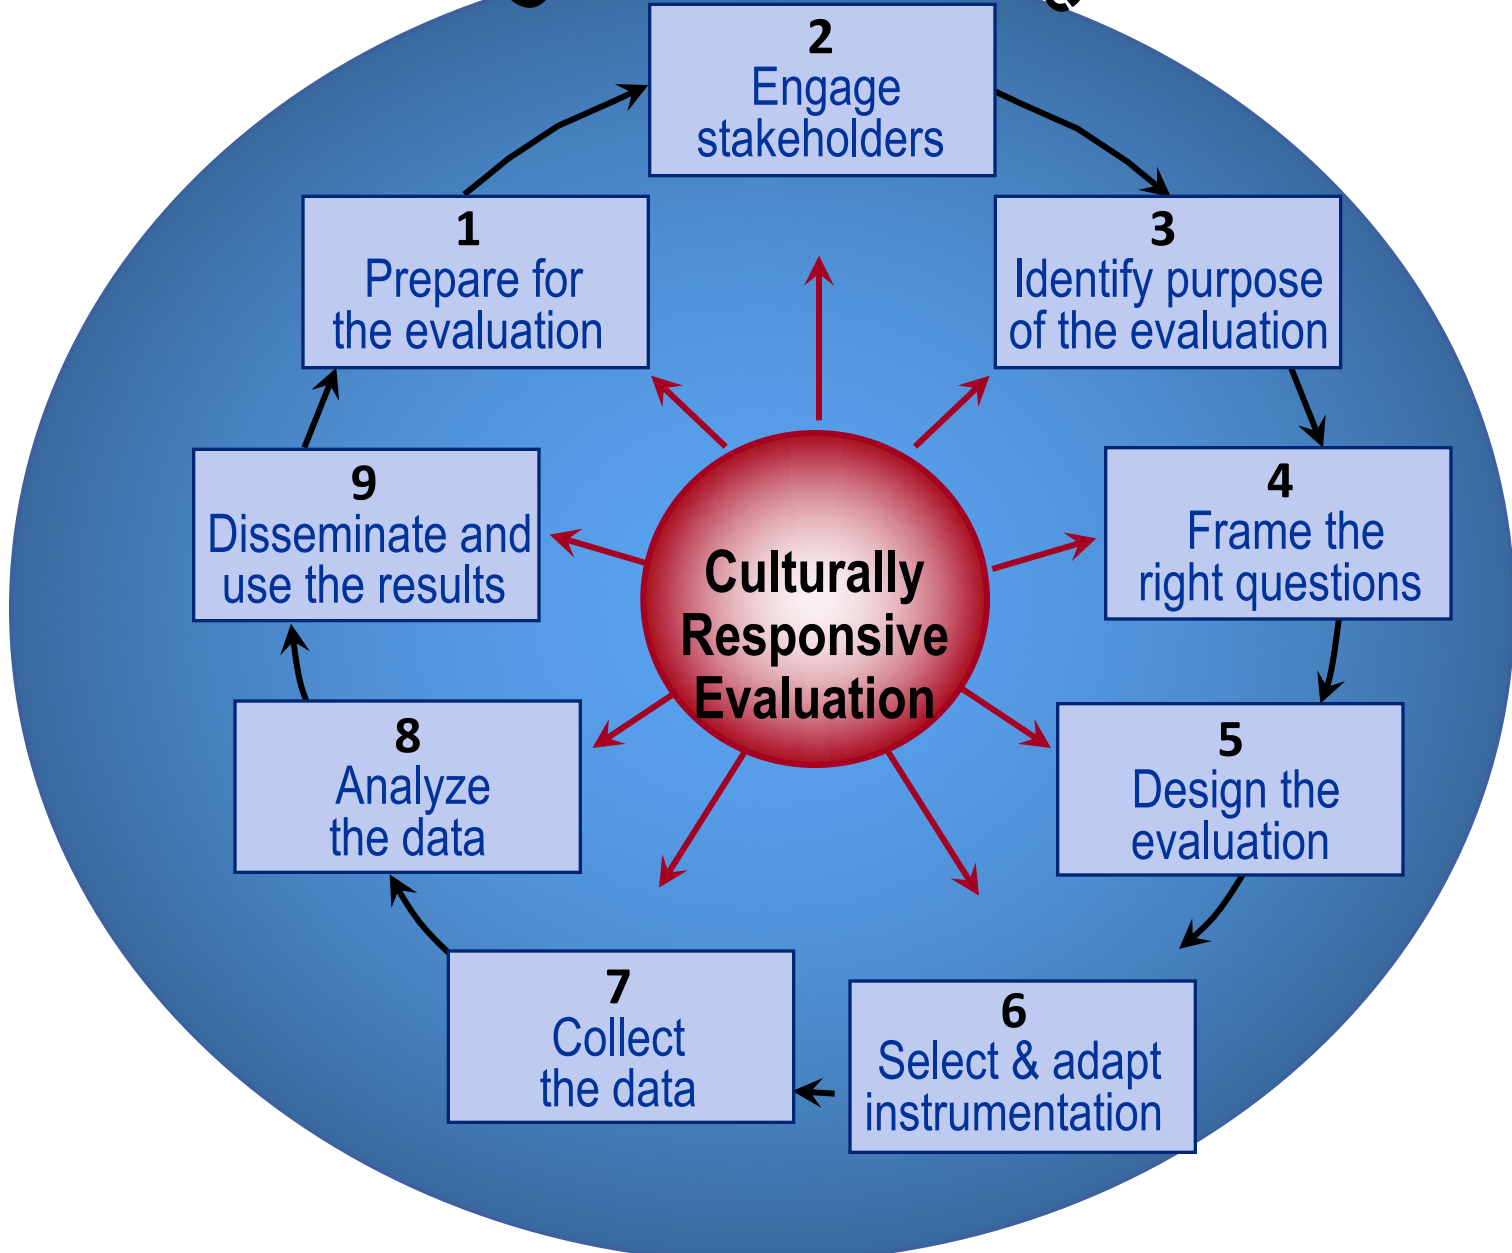 2
Engage
stakeholders
1
Prepare for
the evaluation
3
Identify purpose
of the evaluation
9
Disseminate and
use the results
4
Frame the
right questions
Culturally
Responsive
Evaluation
8
Analyze
the data
5
Design the
evaluation
7
Collect
the data
6
Select & adapt
instrumentation